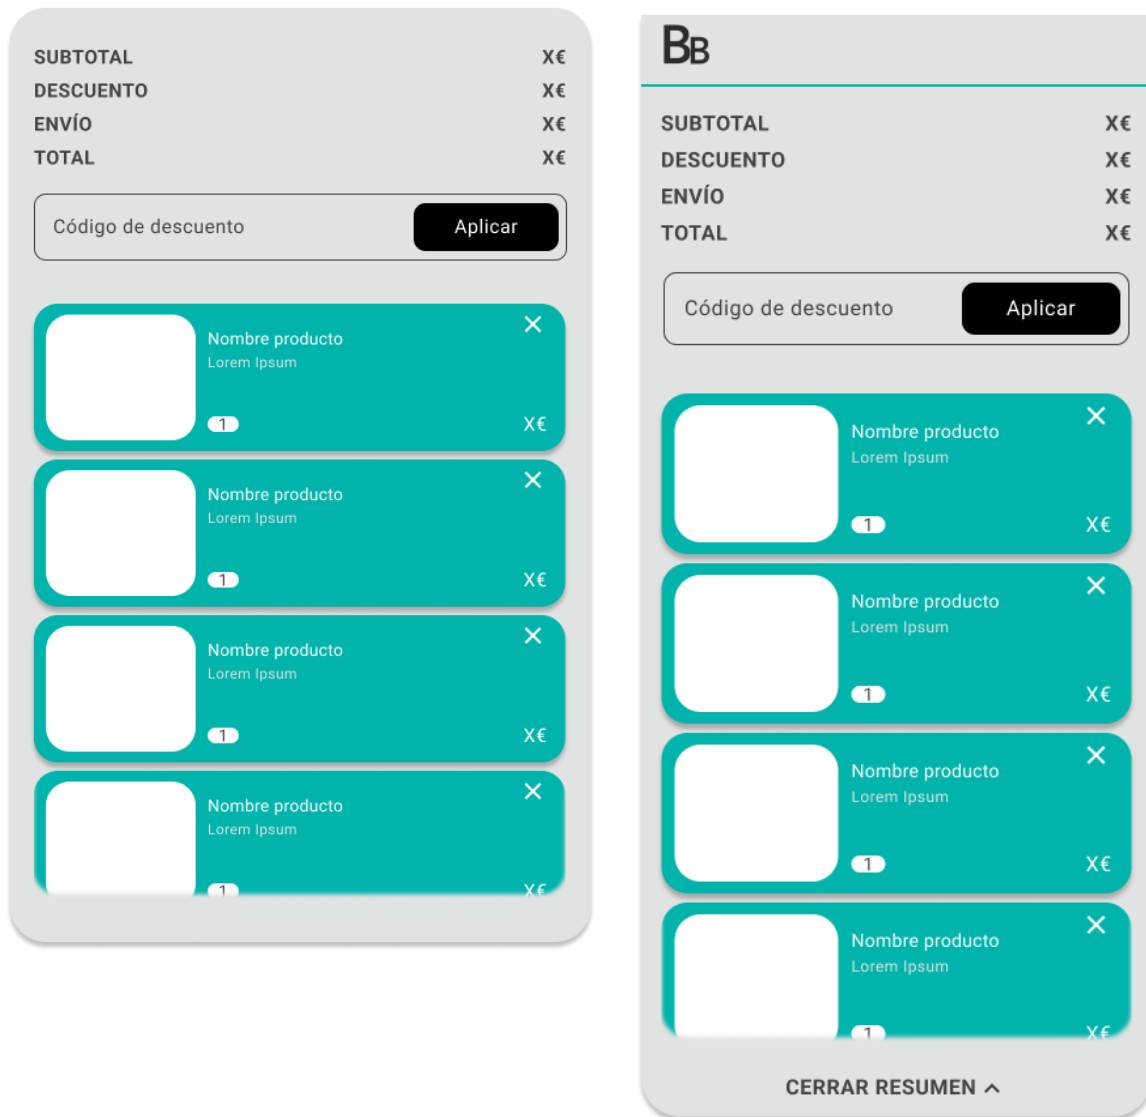 SUBTOTAL X€
DESCUENTO X€
ENVÍO X€
TOTAL X€
Código de descuento Aplicar
Nombre producto
Lorem Ipsum
1 X€
Nombre producto
Lorem Ipsum
1 X€
Nombre producto
Lorem Ipsum
1 X€
Nombre producto
Lorem Ipsum
1 X€
BB
SUBTOTAL X€
DESCUENTO X€
ENVÍO X€
TOTAL X€
Código de descuento Aplicar
Nombre producto
Lorem Ipsum
1 X€
Nombre producto
Lorem Ipsum
1 X€
Nombre producto
Lorem Ipsum
1 X€
Nombre producto
Lorem Ipsum
1 X€
CERRAR RESUMEN